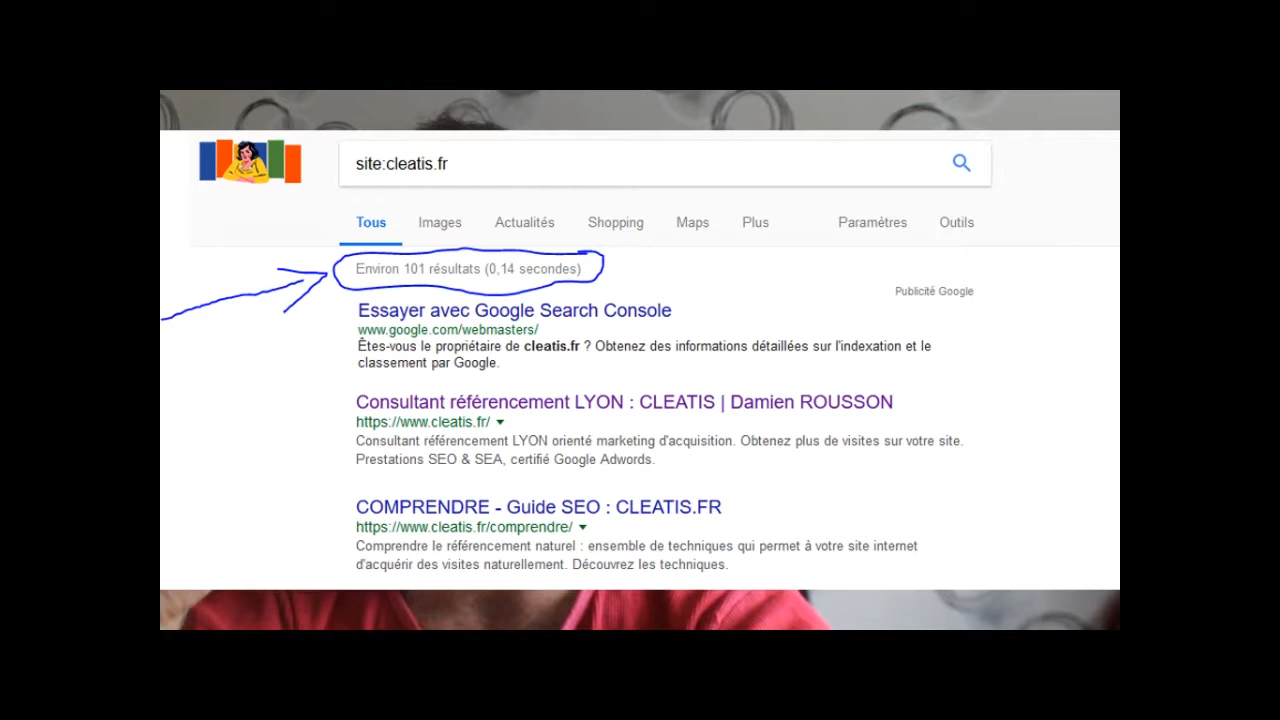 site:cleatis.fr
Tous Images Actualités Shopping Maps Plus Paramètres Outils
Environ 101 résultats (0,14 secondes)
Publicité Google
Essayer avec Google Search Console
www.google.com/webmasters/
Êtes-vous le propriétaire de cleatis.fr ? Obtenez des informations détaillées sur l'indexation et le
classement par Google.
Consultant référencement LYON : CLEATIS | Damien ROUSSON
https://www.cleatis.fr/
Consultant référencement LYON orienté marketing d'acquisition. Obtenez plus de visites sur votre site.
Prestations SEO & SEA, certifié Google Adwords.
COMPRENDRE - Guide SEO : CLEATIS.FR
https://www.cleatis.fr/comprendre/
Comprendre le référencement naturel : ensemble de techniques qui permet à votre site internet
d'acquérir des visites naturellement. Découvrez les techniques.